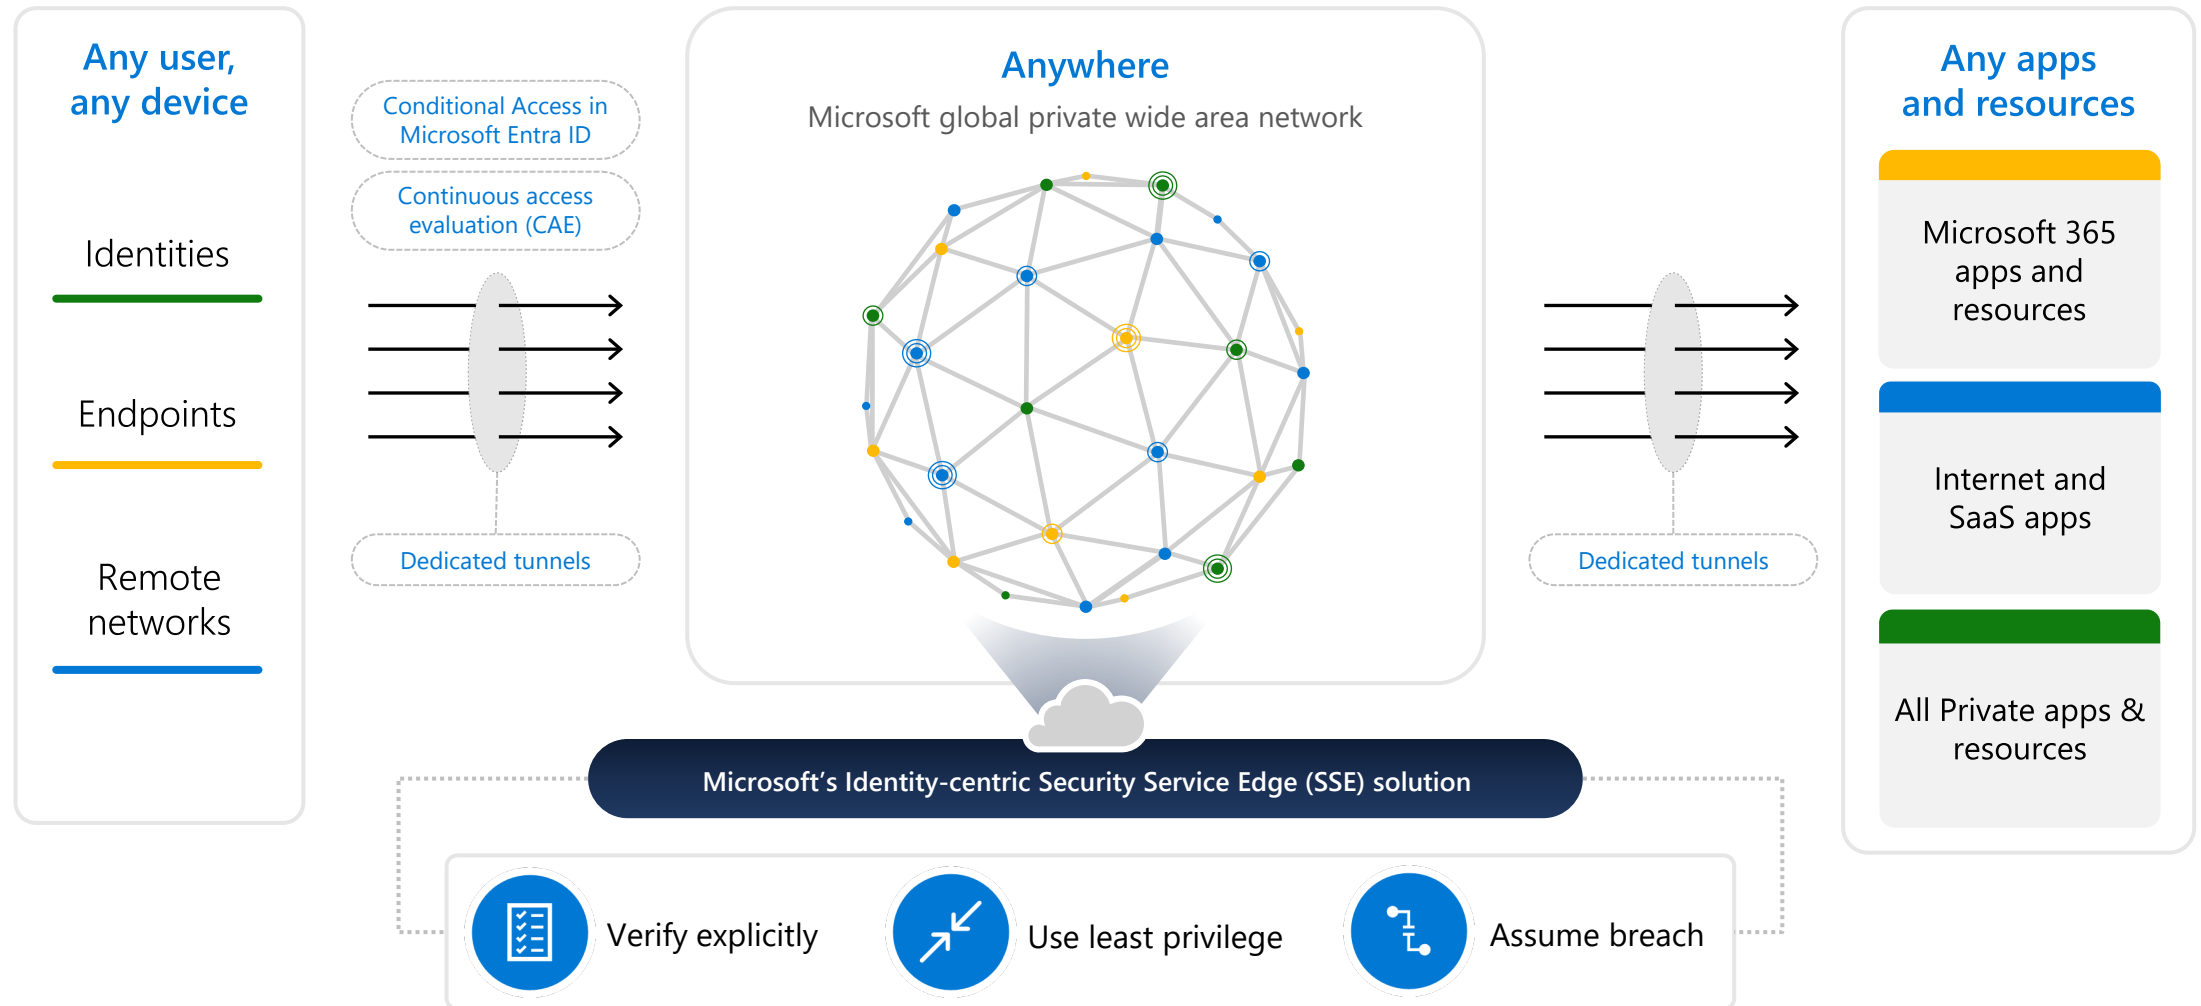 Any user,
any device
Identities
Endpoints
Remote
networks
Conditional Access in
Microsoft Entra ID
Continuous access
evaluation (CAE)
Dedicated tunnels
Anywhere
Microsoft global private wide area network
Dedicated tunnels
Any apps
and resources
Microsoft 365
apps and
resources
Internet and
SaaS apps
All Private apps &
resources
Microsoft’s Identity-centric Security Service Edge (SSE) solution
Verify explicitly
Use least privilege
Assume breach